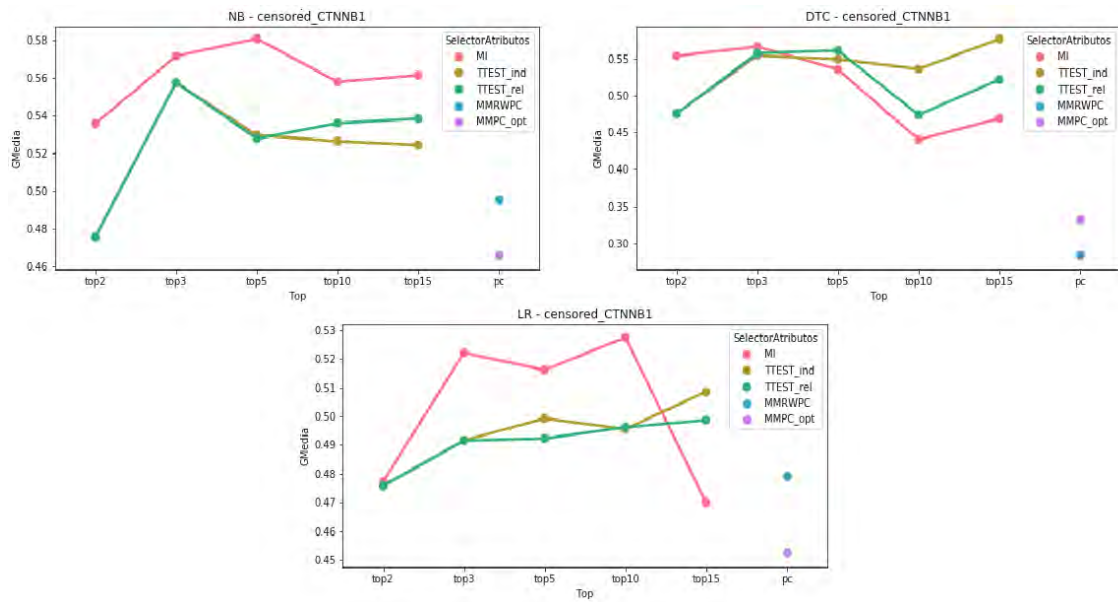 NB - censored_CTNNB1
GMedia
0.58
0.56
0.54
0.52
0.50
0.48
0.46
top2
top3
top5
top10
top15
pc
Top
SelectorAtributos
MI
TTEST_ind
TTEST_rel
MMRWPC
MMPC_opt
DTC - censored_CTNNB1
GMedia
0.55
0.50
0.45
0.40
0.35
0.30
top2
top3
top5
top10
top15
pc
Top
SelectorAtributos
MI
TTEST_ind
TTEST_rel
MMRWPC
MMPC_opt
LR - censored_CTNNB1
GMedia
0.53
0.52
0.51
0.50
0.49
0.48
0.47
0.46
0.45
top2
top3
top5
top10
top15
pc
Top
SelectorAtributos
MI
TTEST_ind
TTEST_rel
MMRWPC
MMPC_opt